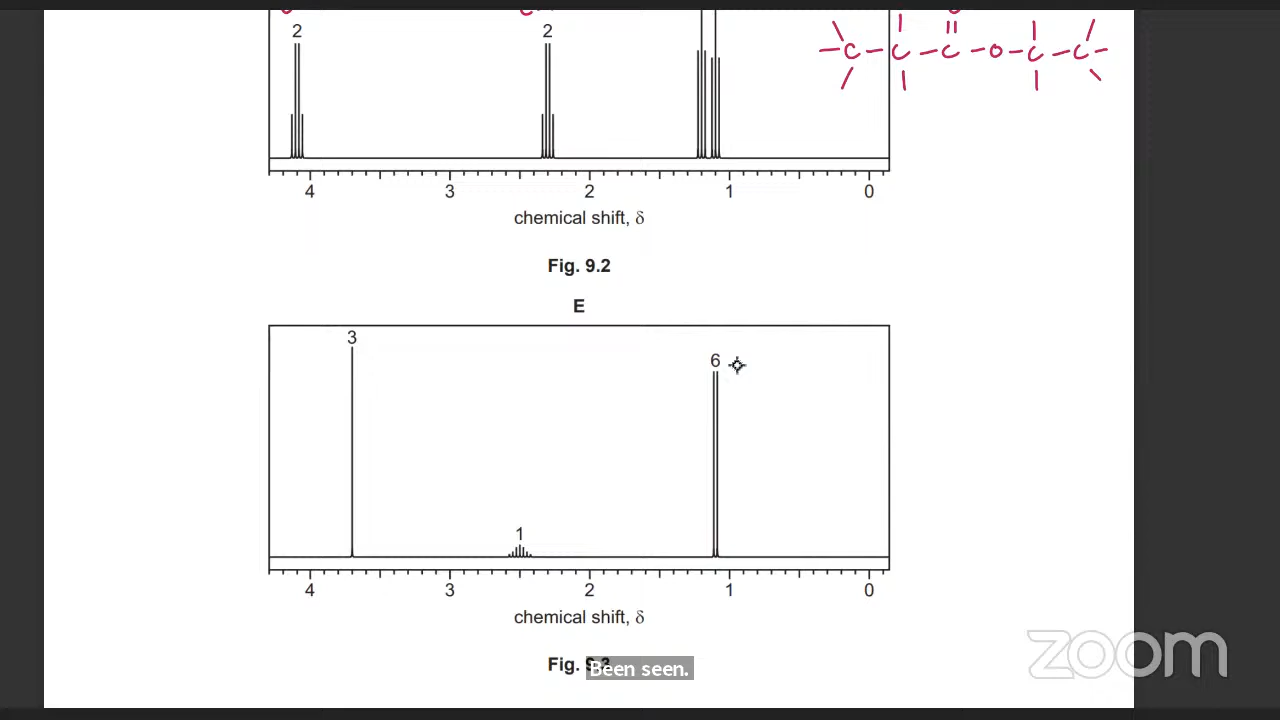 2 2
C C C O C C
4 3 2 1 0
chemical shift, δ
Fig. 9.2
E
3
6
1
4 3 2 1 0
chemical shift, δ
Fig.
Been seen.
zoom